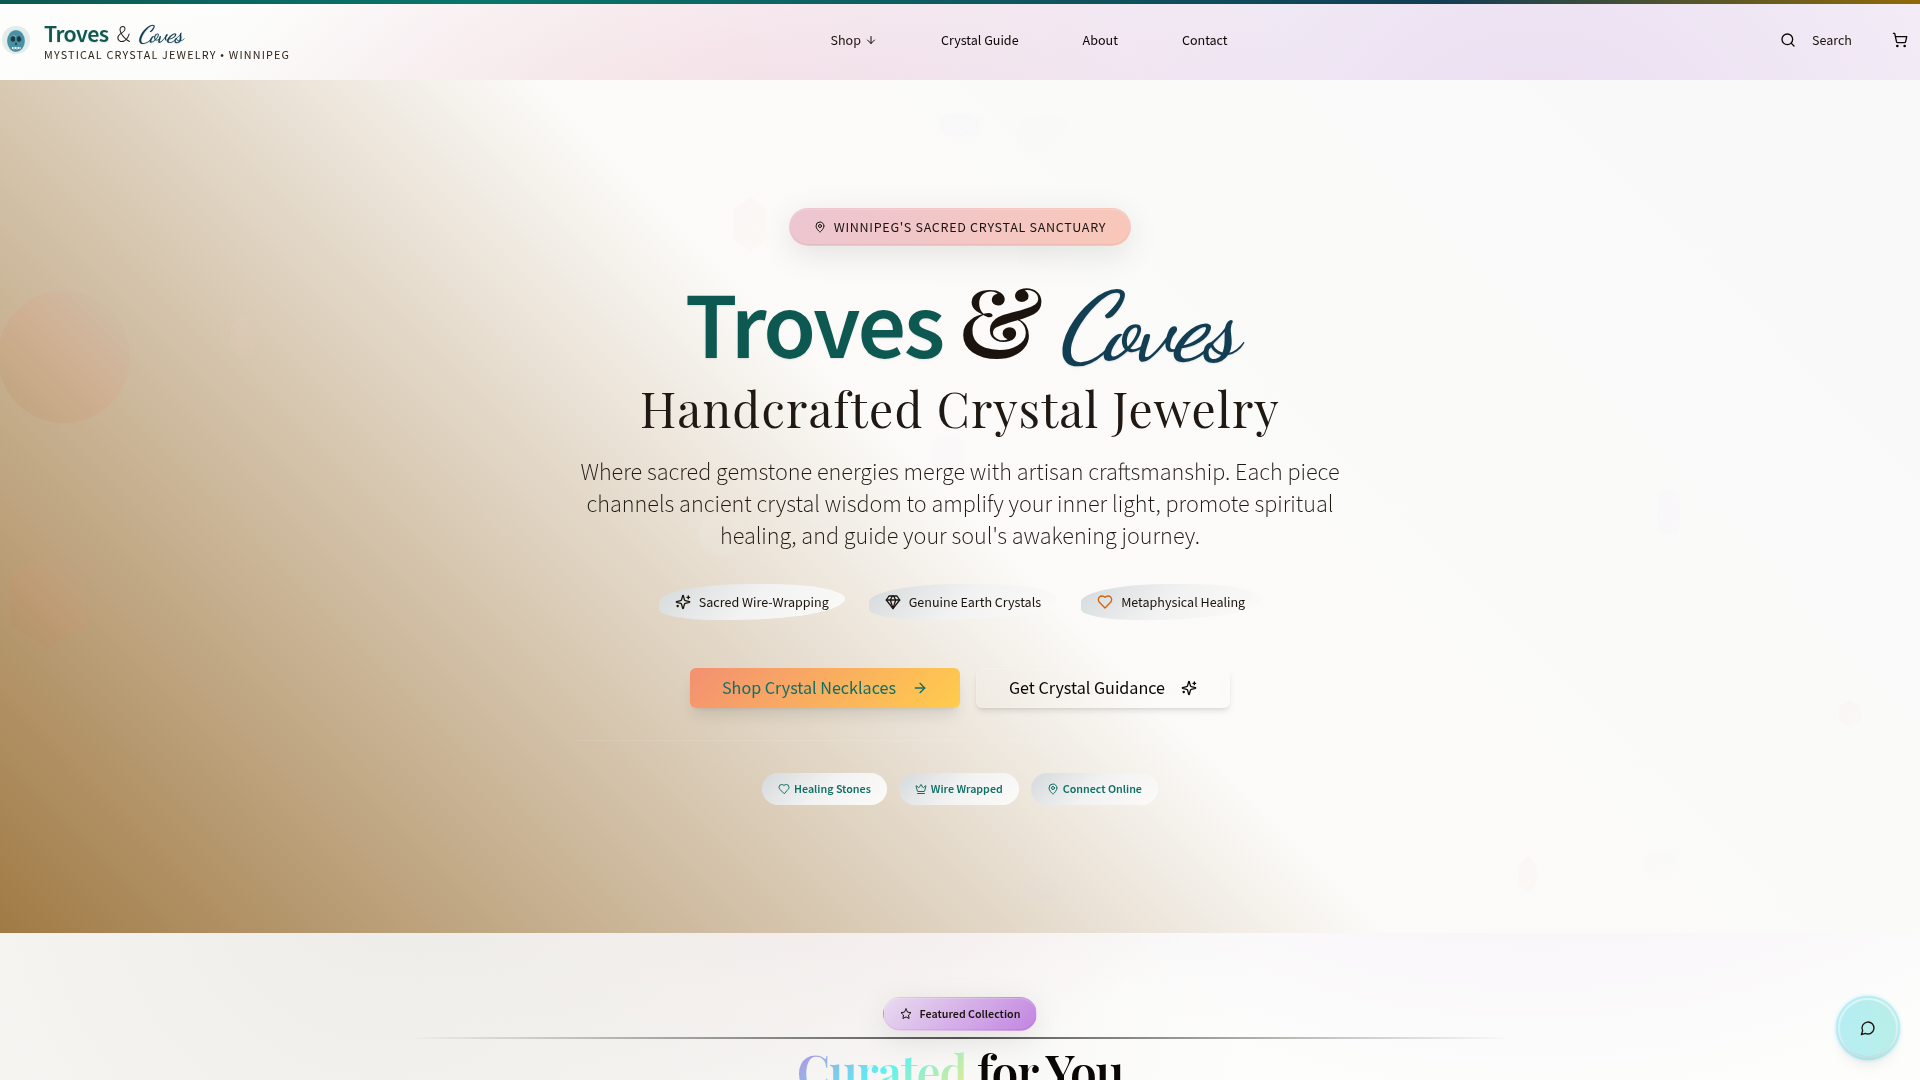 Troves & Coves
MYSTICAL CRYSTAL JEWELRY • WINNIPEG
Shop
Crystal Guide
About
Contact
Search
WINNIPEG'S SACRED CRYSTAL SANCTUARY
Troves & Coves
Handcrafted Crystal Jewelry
Where sacred gemstone energies merge with artisan craftsmanship. Each piece
channels ancient crystal wisdom to amplify your inner light, promote spiritual
healing, and guide your soul's awakening journey.
Sacred Wire-Wrapping
Genuine Earth Crystals
Metaphysical Healing
Shop Crystal Necklaces
Get Crystal Guidance
Healing Stones
Wire Wrapped
Connect Online
Featured Collection
Curated for You